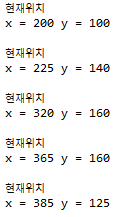 현재위치
x = 200 y = 100
현재위치
x = 225 y = 140
현재위치
x = 320 y = 160
현재위치
x = 365 y = 160
현재위치
x = 385 y = 125